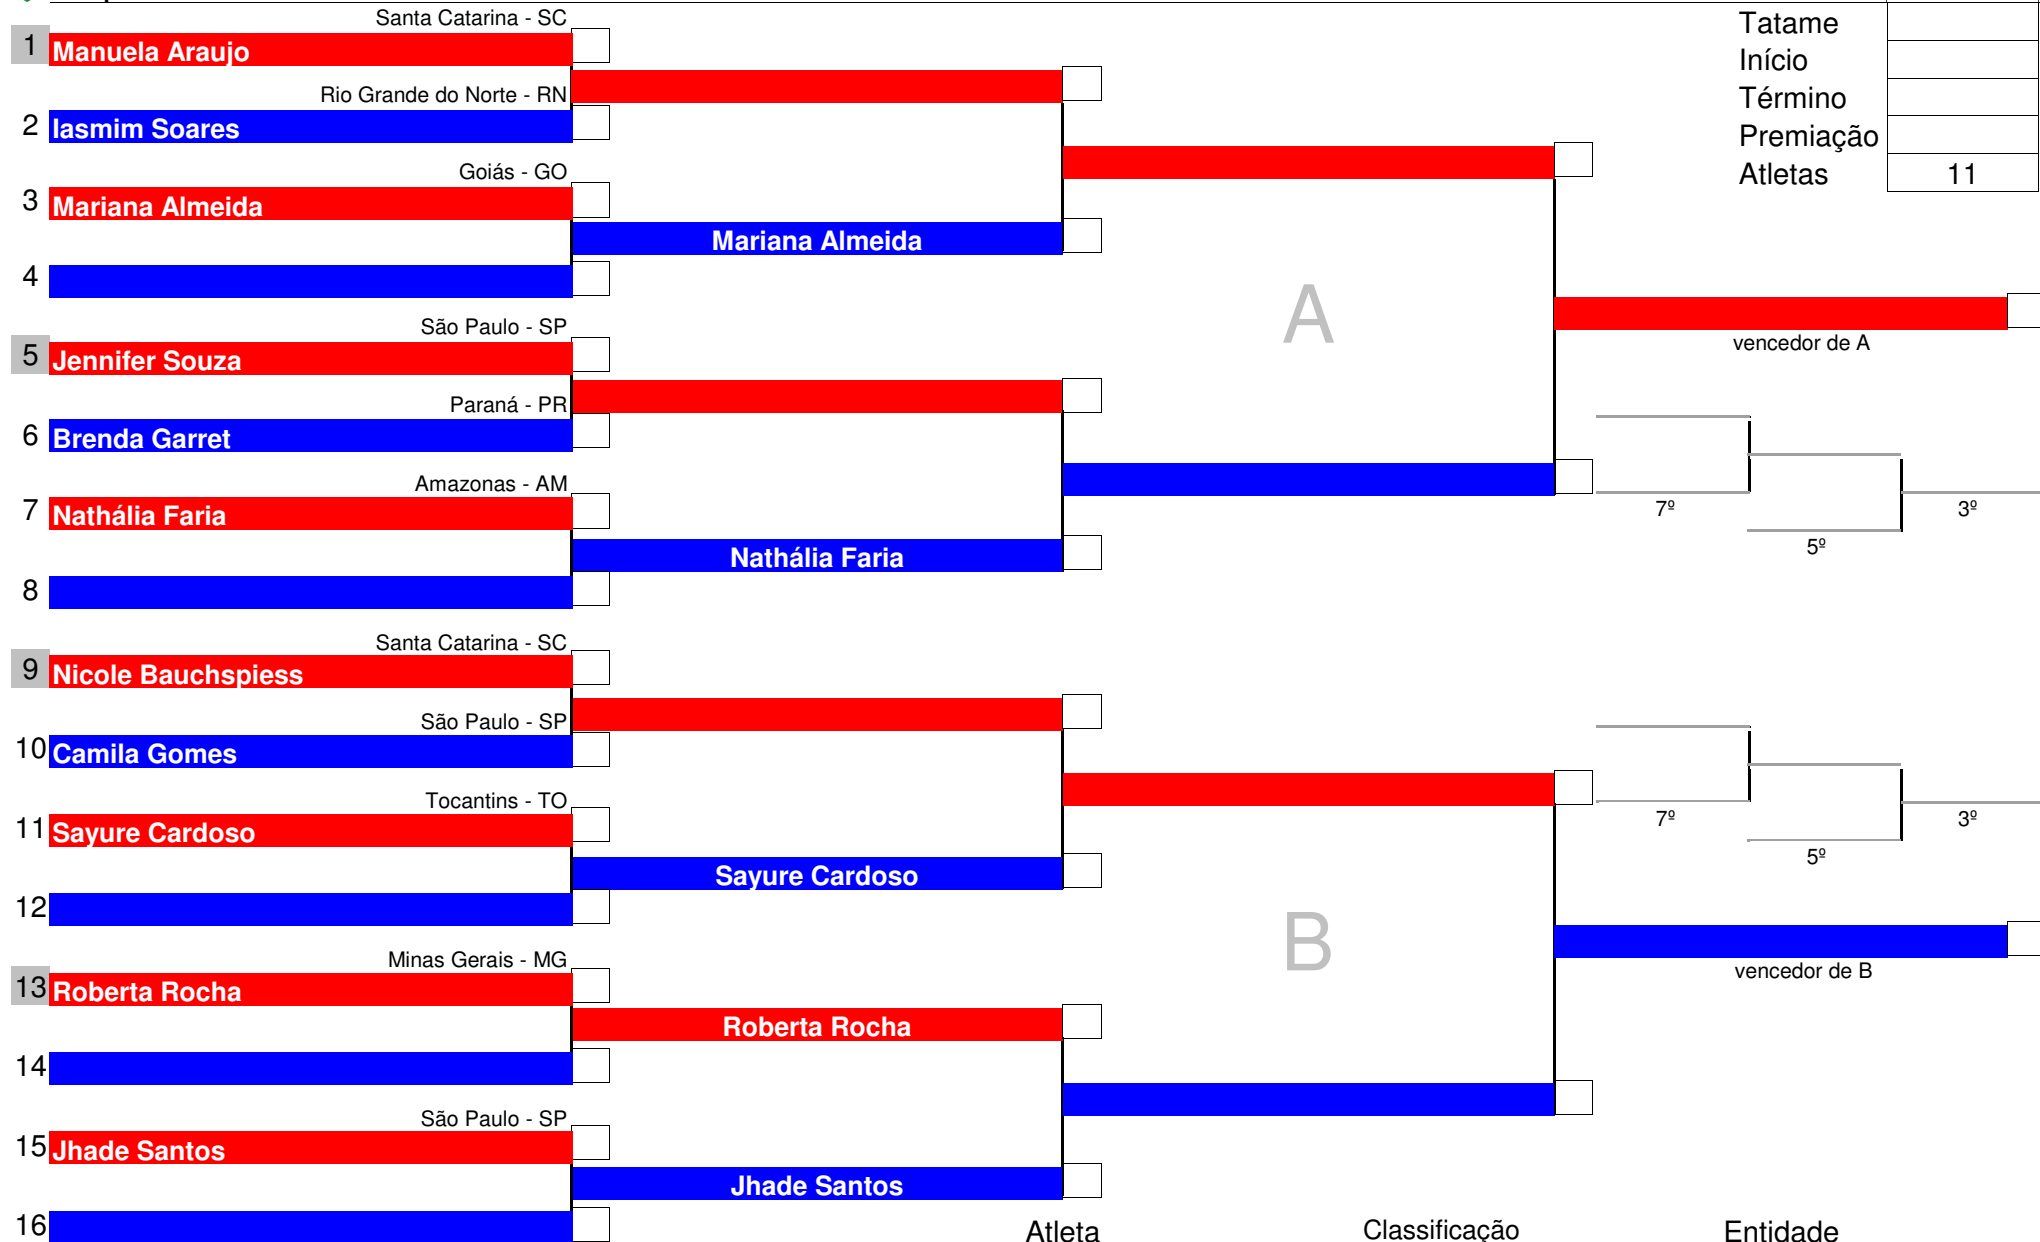 Santa Catarina - SC
1 Manuela Araujo
Rio Grande do Norte - RN
2 Iasmim Soares
Goiás - GO
3 Mariana Almeida
Mariana Almeida
4
São Paulo - SP
5 Jennifer Souza
Paraná - PR
6 Brenda Garret
Amazonas - AM
7 Nathália Faria
Nathália Faria
8
Santa Catarina - SC
9 Nicole Bauchspiess
São Paulo - SP
10 Camila Gomes
Tocantins - TO
11 Sayure Cardoso
Sayure Cardoso
12
Minas Gerais - MG
13 Roberta Rocha
Roberta Rocha
14
São Paulo - SP
15 Jhade Santos
Jhade Santos
16
A
B
Tatame
Início
Término
Premiação
Atletas 11
vencedor de A
7º
5º
3º
7º
5º
3º
vencedor de B
Atleta Classificação Entidade